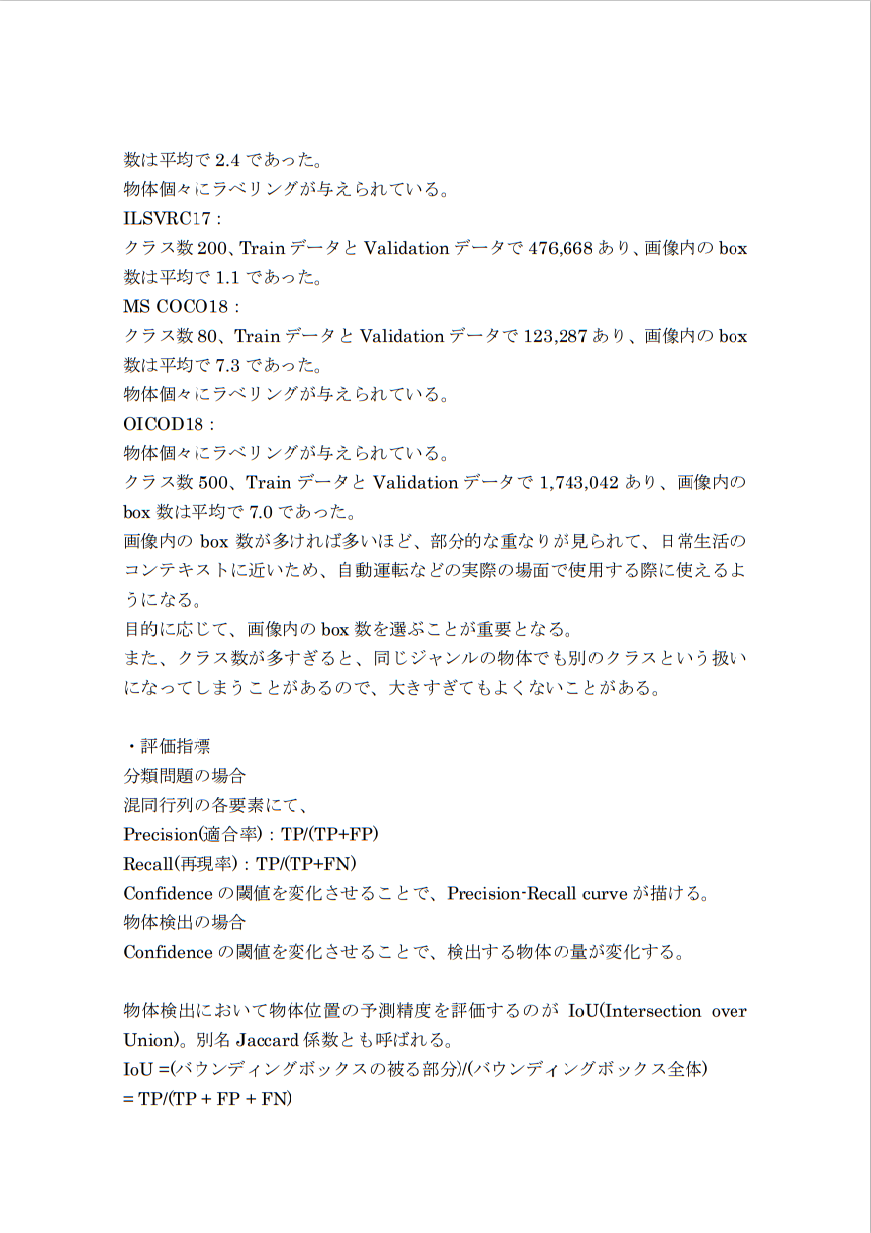 数は平均で 2.4 であった。
物体個々にラベリングが与えられている。
ILSVRC17：
クラス数 200、Train データと Validation データで 476,668 あり、画像内の box
数は平均で 1.1 であった。
MS COCO18：
クラス数 80、Train データと Validation データで 123,287 あり、画像内の box
数は平均で 7.3 であった。
物体個々にラベリングが与えられている。
OICOD18：
物体個々にラベリングが与えられている。
クラス数 500、Train データと Validation データで 1,743,042 あり、画像内の
box 数は平均で 7.0 であった。
画像内の box 数が多ければ多いほど、部分的な重なりが見られて、日常生活の
コンテキストに近いため、自動運転などの実際の場面で使用する際に使えるよ
うになる。
目的に応じて、画像内の box 数を選ぶことが重要となる。
また、クラス数が多すぎると、同じジャンルの物体でも別のクラスという扱い
になってしまうことがあるので、大きすぎてもよくないことがある。
・評価指標
分類問題の場合
混同行列の各要素にて、
Precision(適合率)：TP/(TP+FP)
Recall(再現率)：TP/(TP+FN)
Confidence の閾値を変化させることで、Precision-Recall curve が描ける。
物体検出の場合
Confidence の閾値を変化させることで、検出する物体の量が変化する。
物体検出において物体位置の予測精度を評価するのが IoU(Intersection over
Union)。別名 Jaccard 係数とも呼ばれる。
IoU =(バウンディングボックスの被る部分)/(バウンディングボックス全体)
= TP/(TP + FP + FN)